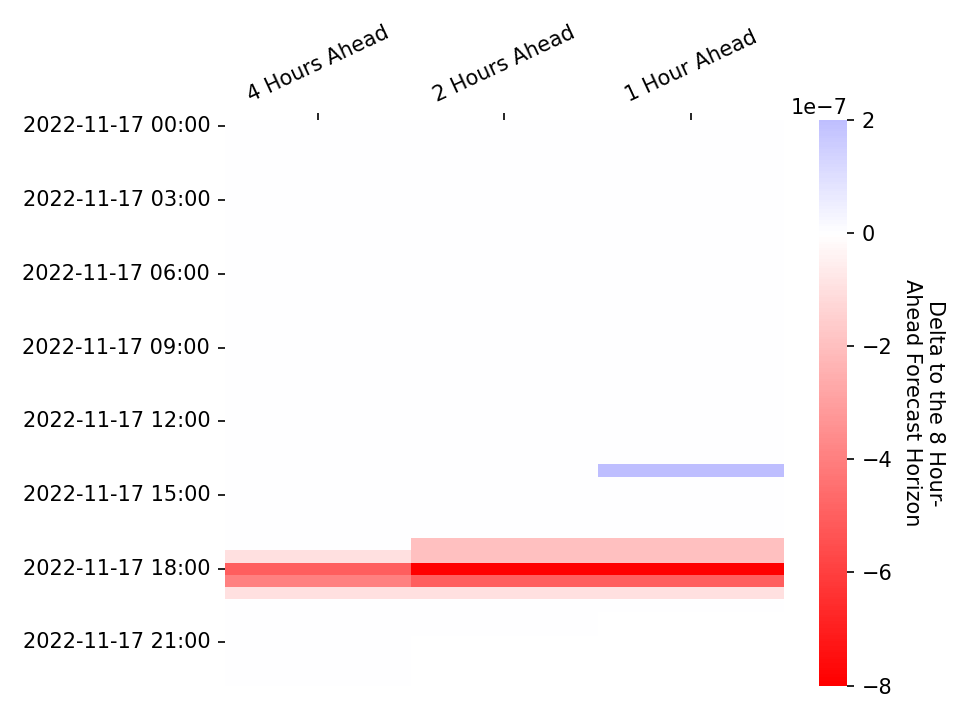 4 Hours Ahead
2 Hours Ahead
1 Hour Ahead
2022-11-17 00:00
2022-11-17 03:00
2022-11-17 06:00
2022-11-17 09:00
2022-11-17 12:00
2022-11-17 15:00
2022-11-17 18:00
2022-11-17 21:00
1e−7
2
0
−2
−4
−6
−8
Delta to the 8 Hour-
Ahead Forecast Horizon